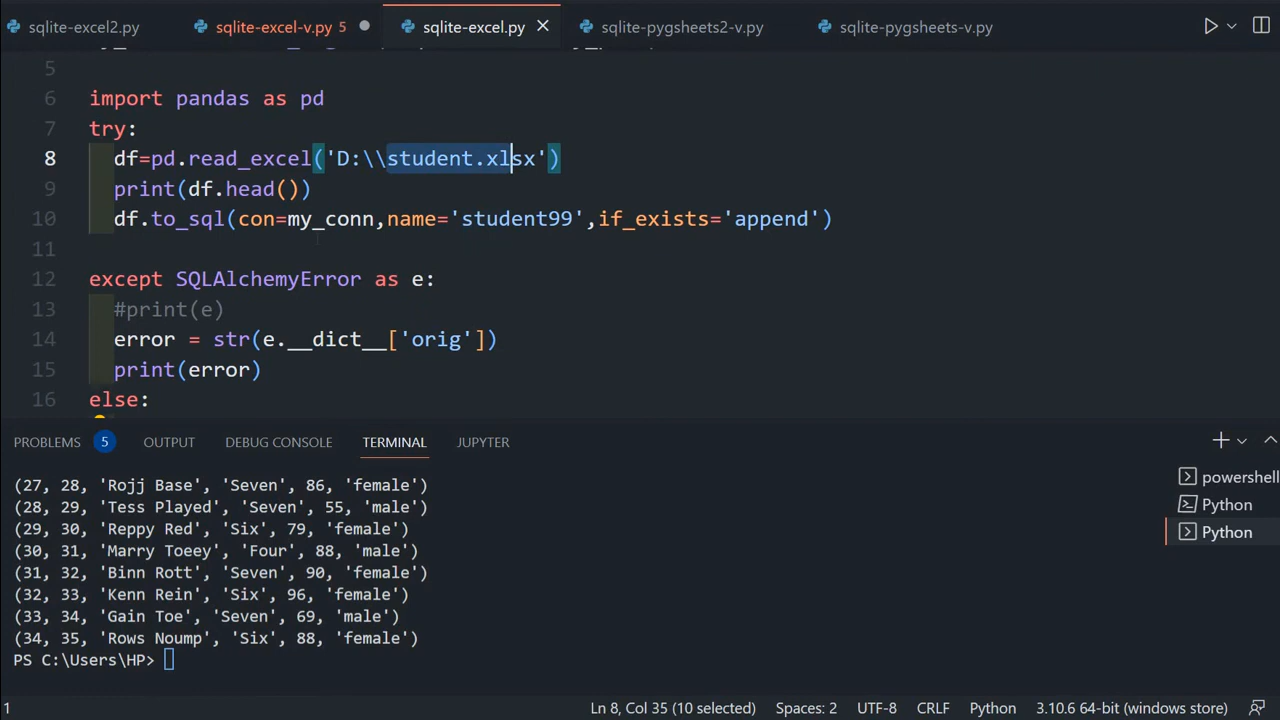 sqlite-excel2.py sqlite-excel-v.py 5 sqlite-excel.py sqlite-pygsheets2-v.py sqlite-pygsheets-v.py
5
6 import pandas as pd
7 try:
8 df=pd.read_excel('D:\\student.xlsx')
9 print(df.head())
10 df.to_sql(con=my_conn,name='student99',if_exists='append')
11
12 except SQLAlchemyError as e:
13 #print(e)
14 error = str(e.__dict__['orig'])
15 print(error)
16 else:
PROBLEMS 5 OUTPUT DEBUG CONSOLE TERMINAL JUPYTER
(27, 28, 'Rojj Base', 'Seven', 86, 'female')
(28, 29, 'Tess Played', 'Seven', 55, 'male')
(29, 30, 'Reppy Red', 'Six', 79, 'female')
(30, 31, 'Marry Toeey', 'Four', 88, 'male')
(31, 32, 'Binn Rott', 'Seven', 90, 'female')
(32, 33, 'Kenn Rein', 'Six', 96, 'female')
(33, 34, 'Gain Toe', 'Seven', 69, 'male')
(34, 35, 'Rows Noump', 'Six', 88, 'female')
PS C:\Users\HP>
powershell
Python
Python
1 Ln 8, Col 35 (10 selected) Spaces: 2 UTF-8 CRLF Python 3.10.6 64-bit (windows store)